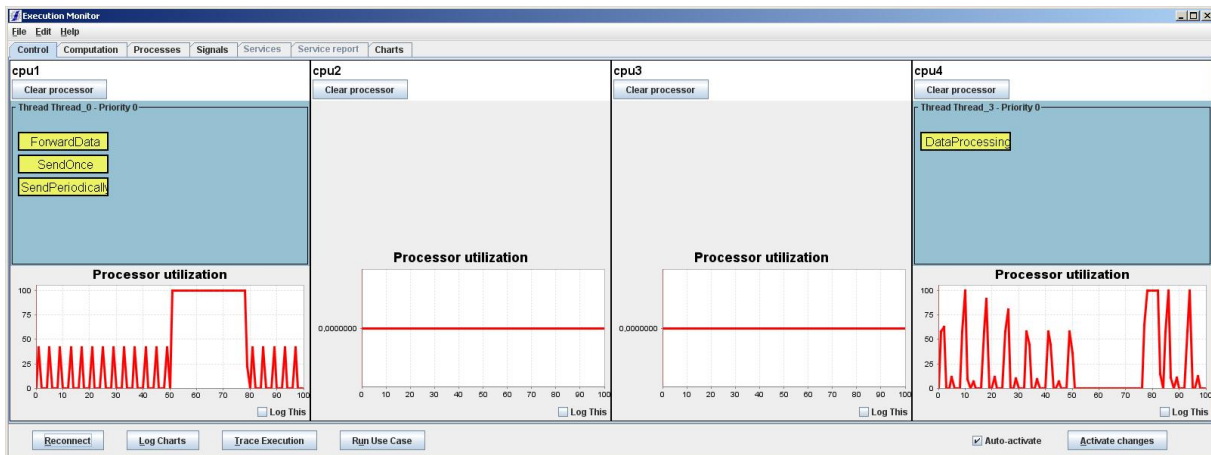 Execution Monitor
File Edit Help
Control Computation Processes Signals Services Service report Charts
cpu1
Clear processor
Thread Thread_0 - Priority 0
ForwardData
SendOnce
SendPeriodically
Processor utilization
100
75
50
25
0
0 10 20 30 40 50 60 70 80 90 100
Log This
cpu2
Clear processor
Processor utilization
0,0000000
0 10 20 30 40 50 60 70 80 90 100
Log This
cpu3
Clear processor
Processor utilization
0,0000000
0 10 20 30 40 50 60 70 80 90 100
Log This
cpu4
Clear processor
Thread Thread_3 - Priority 0
DataProcessing
Processor utilization
100
75
50
25
0
0 10 20 30 40 50 60 70 80 90 100
Log This
Reconnect Log Charts Trace Execution Run Use Case Auto-activate Activate changes